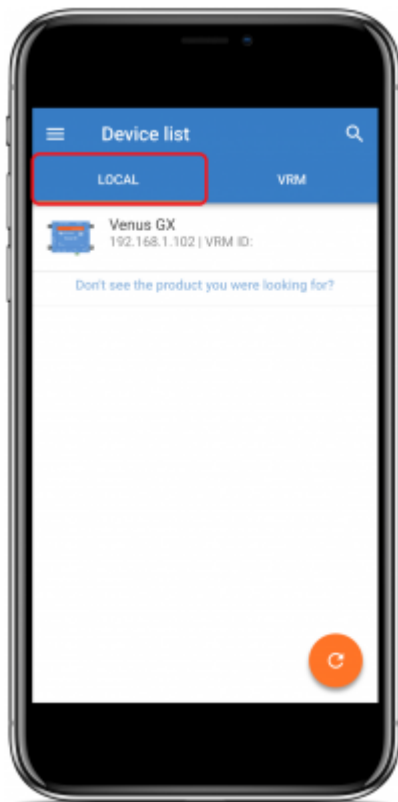 Device list
LOCAL VRM
Venus GX
192.168.1.102 | VRM ID:
Don't see the product you were looking for?